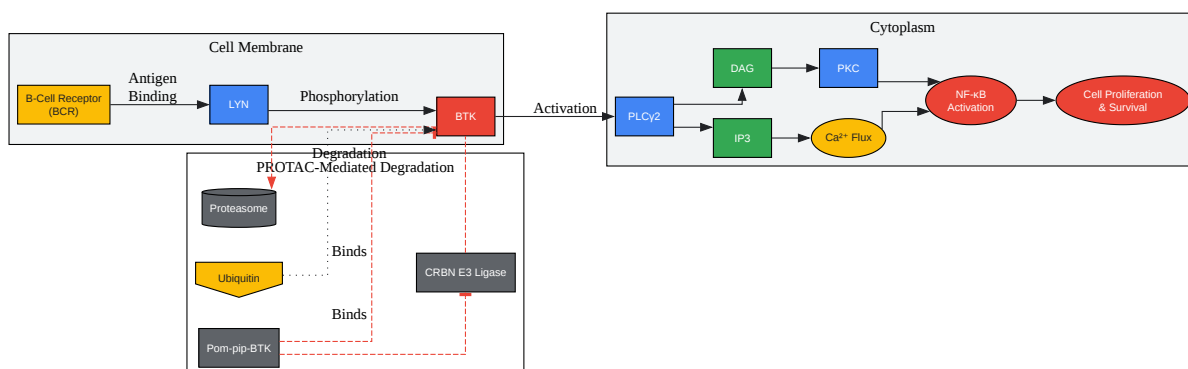 Cell Membrane
B-Cell Receptor
(BCR)
Antigen
Binding
LYN
Phosphorylation
BTK
Activation
Cytoplasm
PLCγ2
DAG
PKC
IP3
Ca²⁺ Flux
NF-κB
Activation
Cell Proliferation
& Survival
Degradation
PROTAC-Mediated Degradation
Proteasome
Ubiquitin
Binds
CRBN E3 Ligase
Binds
Pom-pip-BTK